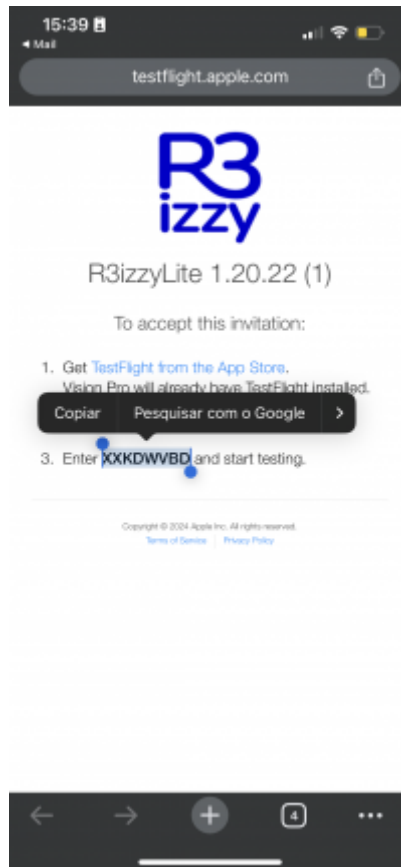 15:39
Mail
testflight.apple.com
R3
izzy
R3izzyLite 1.20.22 (1)
To accept this invitation:
1. Get TestFlight from the App Store.
Vision Pro will already have TestFlight installed.
Copiar Pesquisar com o Google
3. Enter XXKDWVBD and start testing.
Copyright © 2024 Apple Inc. All rights reserved.
Terms of Service Privacy Policy
4